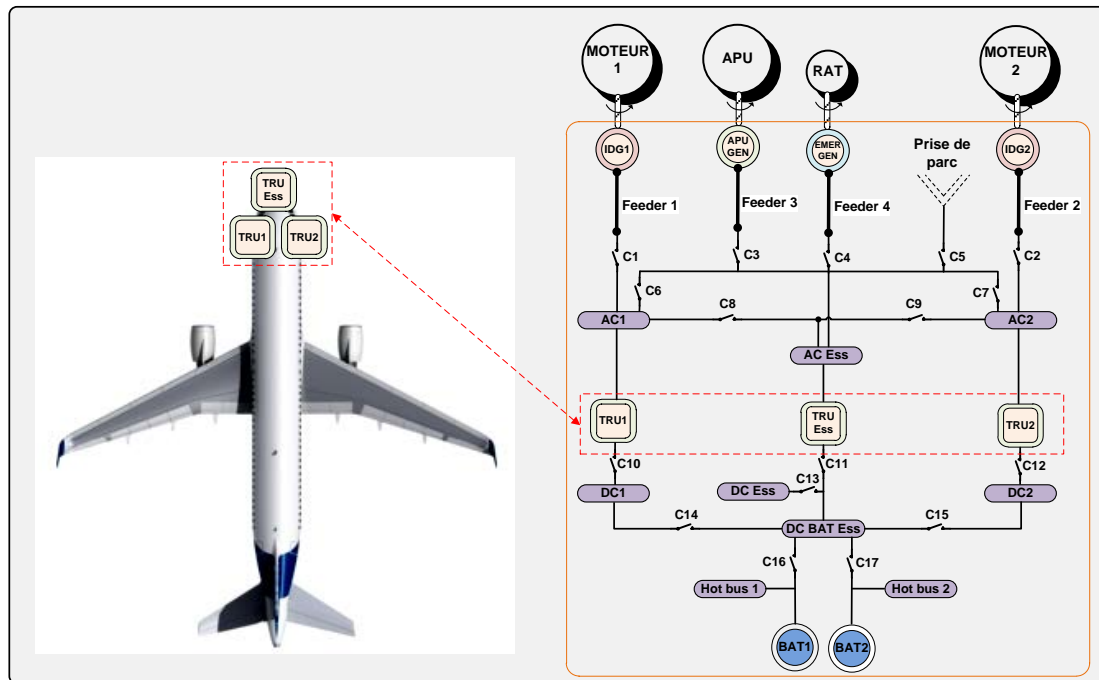 MOTEUR
1
APU
RAT
MOTEUR
2
IDG1
APU
GEN
EMER
GEN
Prise de
parc
IDG2
Feeder 1
Feeder 3
Feeder 4
Feeder 2
C1
C3
C4
C5
C2
C6
C7
C8
C9
AC1
AC2
AC Ess
TRU
Ess
TRU1
TRU2
TRU1
TRU
Ess
TRU2
C10
C11
C12
C13
DC1
DC Ess
DC2
C14
DC BAT Ess
C15
C16
C17
Hot bus 1
Hot bus 2
BAT1
BAT2